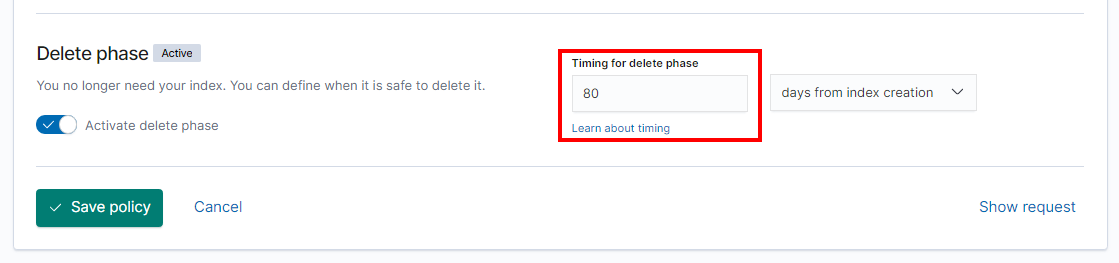 Delete phase Active
Timing for delete phase
You no longer need your index. You can define when it is safe to delete it.
80
days from index creation
Activate delete phase
Learn about timing
Save policy
Cancel
Show request